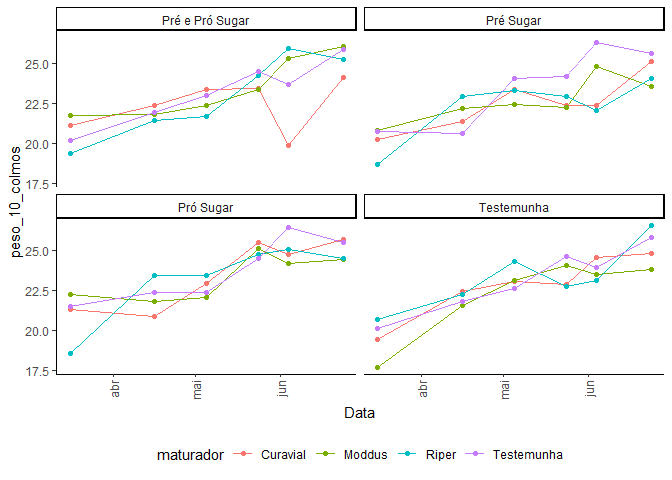 Pré e Pró Sugar
Pré Sugar
25.0
22.5
20.0
17.5
Pró Sugar
Testemunha
25.0
22.5
20.0
17.5
peso_10_colmos
abr
mai
jun
abr
mai
jun
Data
maturador Curavial Moddus Riper Testemunha